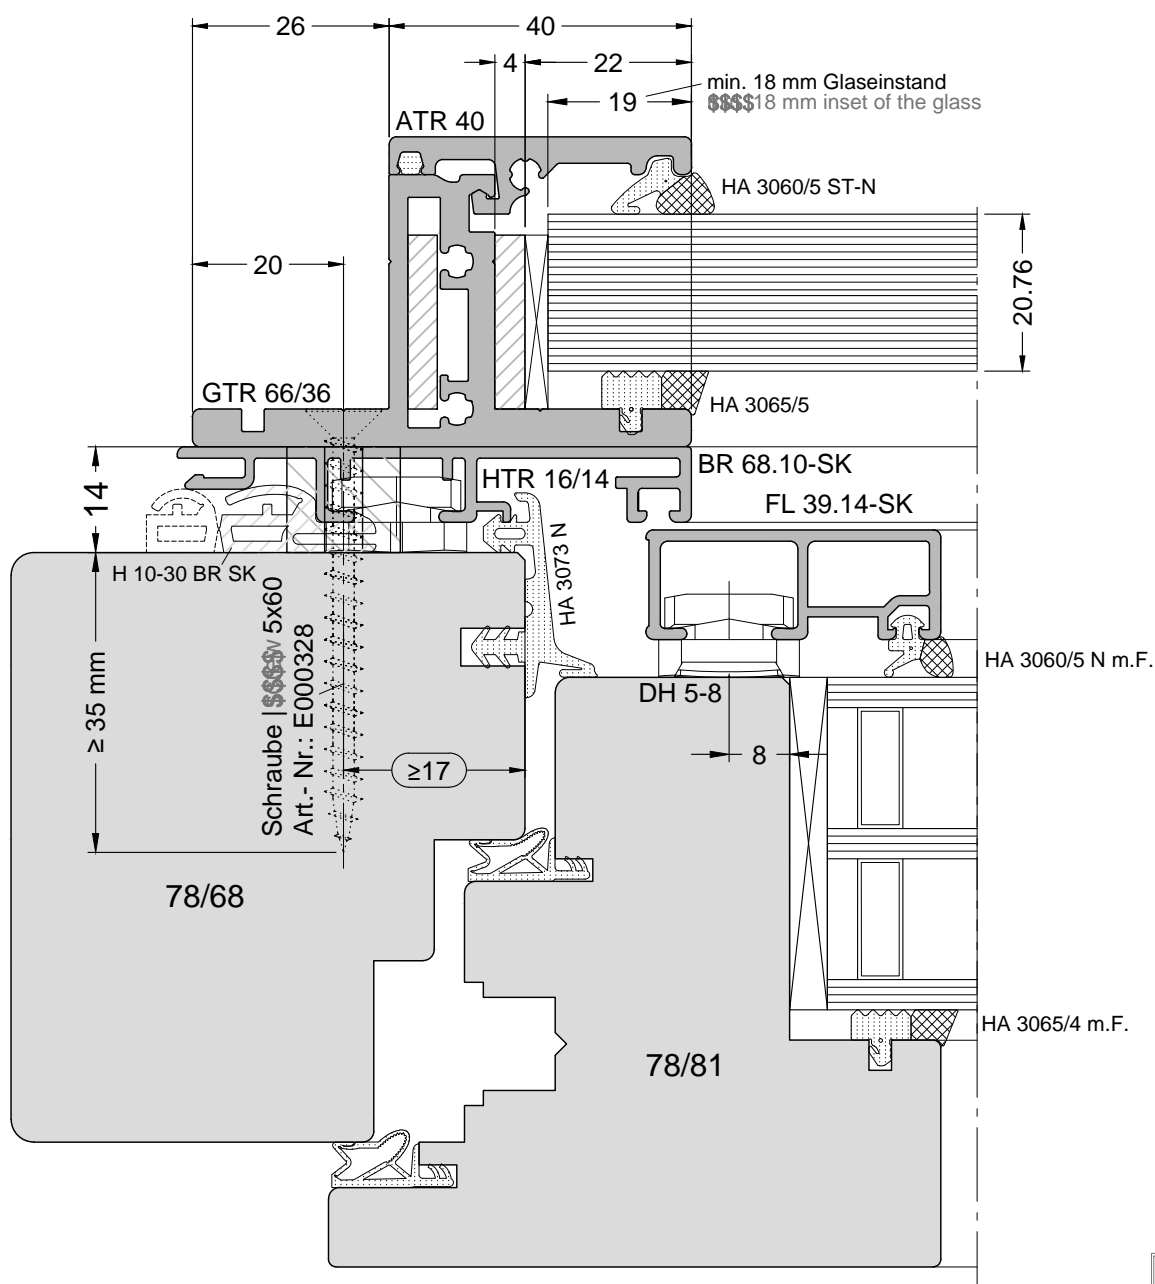 26
40
4
22
19
min. 18 mm Glaseinstand
18 mm inset of the glass
ATR 40
HA 3060/5 ST-N
20
20.76
GTR 66/36
HA 3065/5
14
HTR 16/14
BR 68.10-SK
FL 39.14-SK
H 10-30 BR SK
HA 3073 N
≥ 35 mm
Schraube | 5x60
Art.- Nr.: E000328
HA 3060/5 N m.F.
DH 5-8
8
≥17
78/68
HA 3065/4 m.F.
78/81